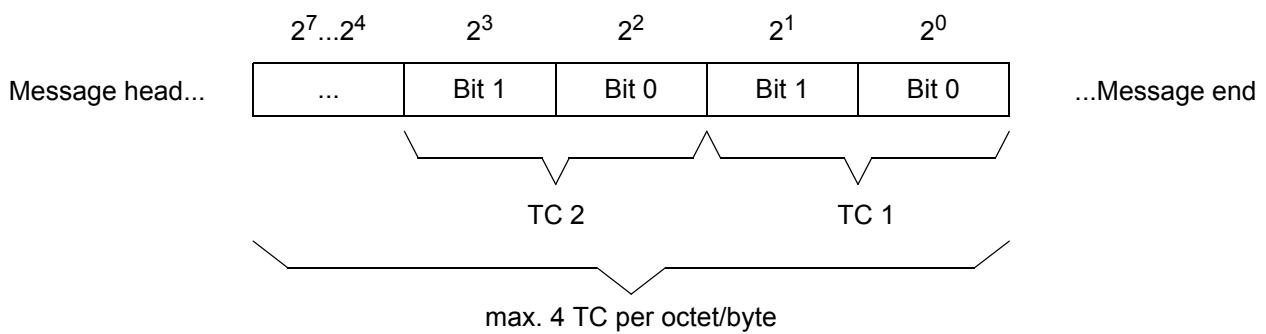 2⁷...2⁴ 2³ 2² 2¹ 2⁰
Message head... ... Bit 1 Bit 0 Bit 1 Bit 0 ...Message end
TC 2 TC 1
max. 4 TC per octet/byte